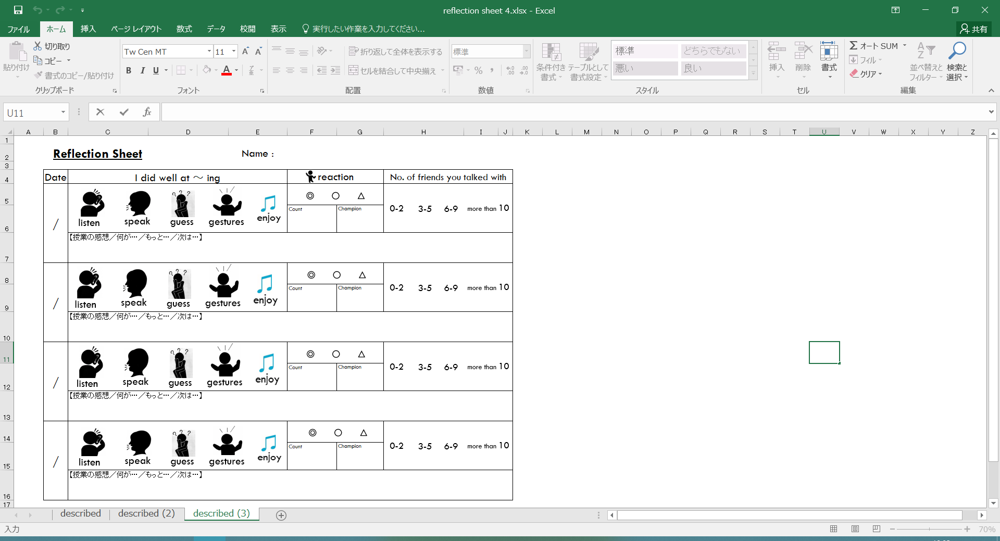 reflection sheet 4.xlsx - Excel
ファイル ホーム 挿入 ページ レイアウト 数式 データ 校閲 表示 実行したい作業を入力してください... 共有
貼り付け 切り取り コピー 書式のコピー/貼り付け
クリップボード
Tw Cen MT 11
B I U
フォント
折り返して全体を表示する
セルを結合して中央揃え
配置
標準
数値
条件付き書式 テーブルとして書式設定
標準 どちらでもない
悪い 良い
スタイル
挿入 削除 書式
セル
オート SUM
フィル
クリア
並べ替えとフィルター 検索と選択
編集
U11
fx
A B C D E F G H I J K L M N O P Q R S T U V W X Y Z
1
2 Reflection Sheet Name :
3
4 Date I did well at ～ ing reaction No. of friends you talked with
5 ◎ ○ △
Count Champion 0-2 3-5 6-9 more than 10
6 / listen speak guess gestures enjoy
【授業の感想／何が…／もっと…／次は…】
7
8 ◎ ○ △
Count Champion 0-2 3-5 6-9 more than 10
9 / listen speak guess gestures enjoy
【授業の感想／何が…／もっと…／次は…】
10
11 ◎ ○ △
Count Champion 0-2 3-5 6-9 more than 10
12 / listen speak guess gestures enjoy
【授業の感想／何が…／もっと…／次は…】
13
14 ◎ ○ △
Count Champion 0-2 3-5 6-9 more than 10
15 / listen speak guess gestures enjoy
【授業の感想／何が…／もっと…／次は…】
16
17
described described (2) described (3)
入力 70%